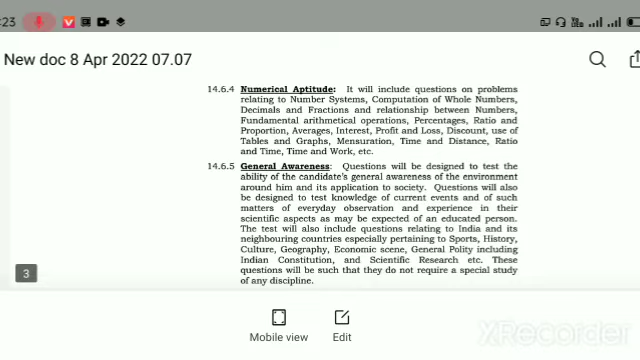 :23
New doc 8 Apr 2022 07.07
14.6.4 Numerical Aptitude: It will include questions on problems
relating to Number Systems, Computation of Whole Numbers,
Decimals and Fractions and relationship between Numbers,
Fundamental arithmetical operations, Percentages, Ratio and
Proportion, Averages, Interest, Profit and Loss, Discount, use of
Tables and Graphs, Mensuration, Time and Distance, Ratio
and Time, Time and Work, etc.
14.6.5 General Awareness: Questions will be designed to test the
ability of the candidate's general awareness of the environment
around him and its application to society. Questions will also
be designed to test knowledge of current events and of such
matters of everyday observation and experience in their
scientific aspects as may be expected of an educated person.
The test will also include questions relating to India and its
neighbouring countries especially pertaining to Sports, History,
Culture, Geography, Economic scene, General Polity including
Indian Constitution, and Scientific Research etc. These
questions will be such that they do not require a special study
of any discipline.
3
Mobile view Edit
XRecorder